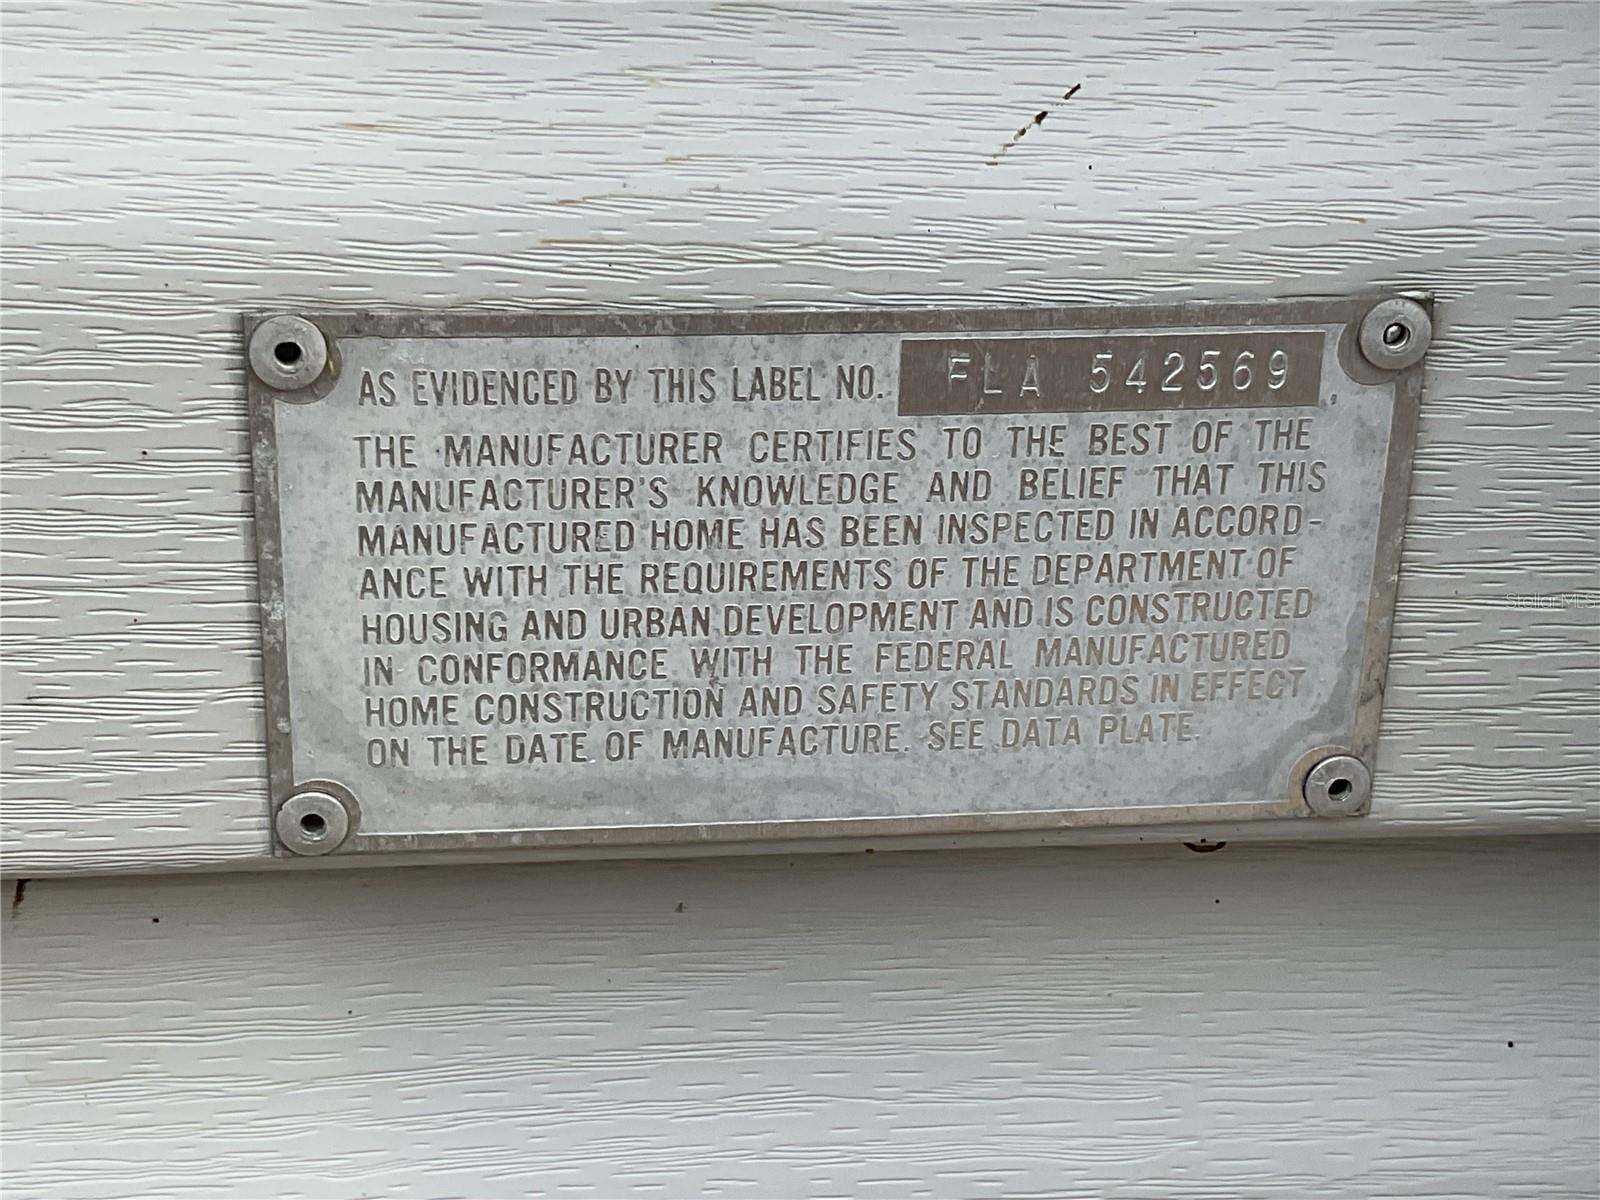 AS EVIDENCED BY THIS LABEL NO. FLA 542569 ,
THE MANUFACTURER CERTIFIES TO THE BEST OF THE
MANUFACTURER'S KNOWLEDGE AND BELIEF THAT THIS
MANUFACTURED HOME HAS BEEN INSPECTED IN ACCORD-
ANCE WITH THE REQUIREMENTS OF THE DEPARTMENT OF
HOUSING AND URBAN DEVELOPMENT AND IS CONSTRUCTED
IN CONFORMANCE WITH THE FEDERAL MANUFACTURED
HOME CONSTRUCTION AND SAFETY STANDARDS IN EFFECT
ON THE DATE OF MANUFACTURE. SEE DATA PLATE.
StellarMLS